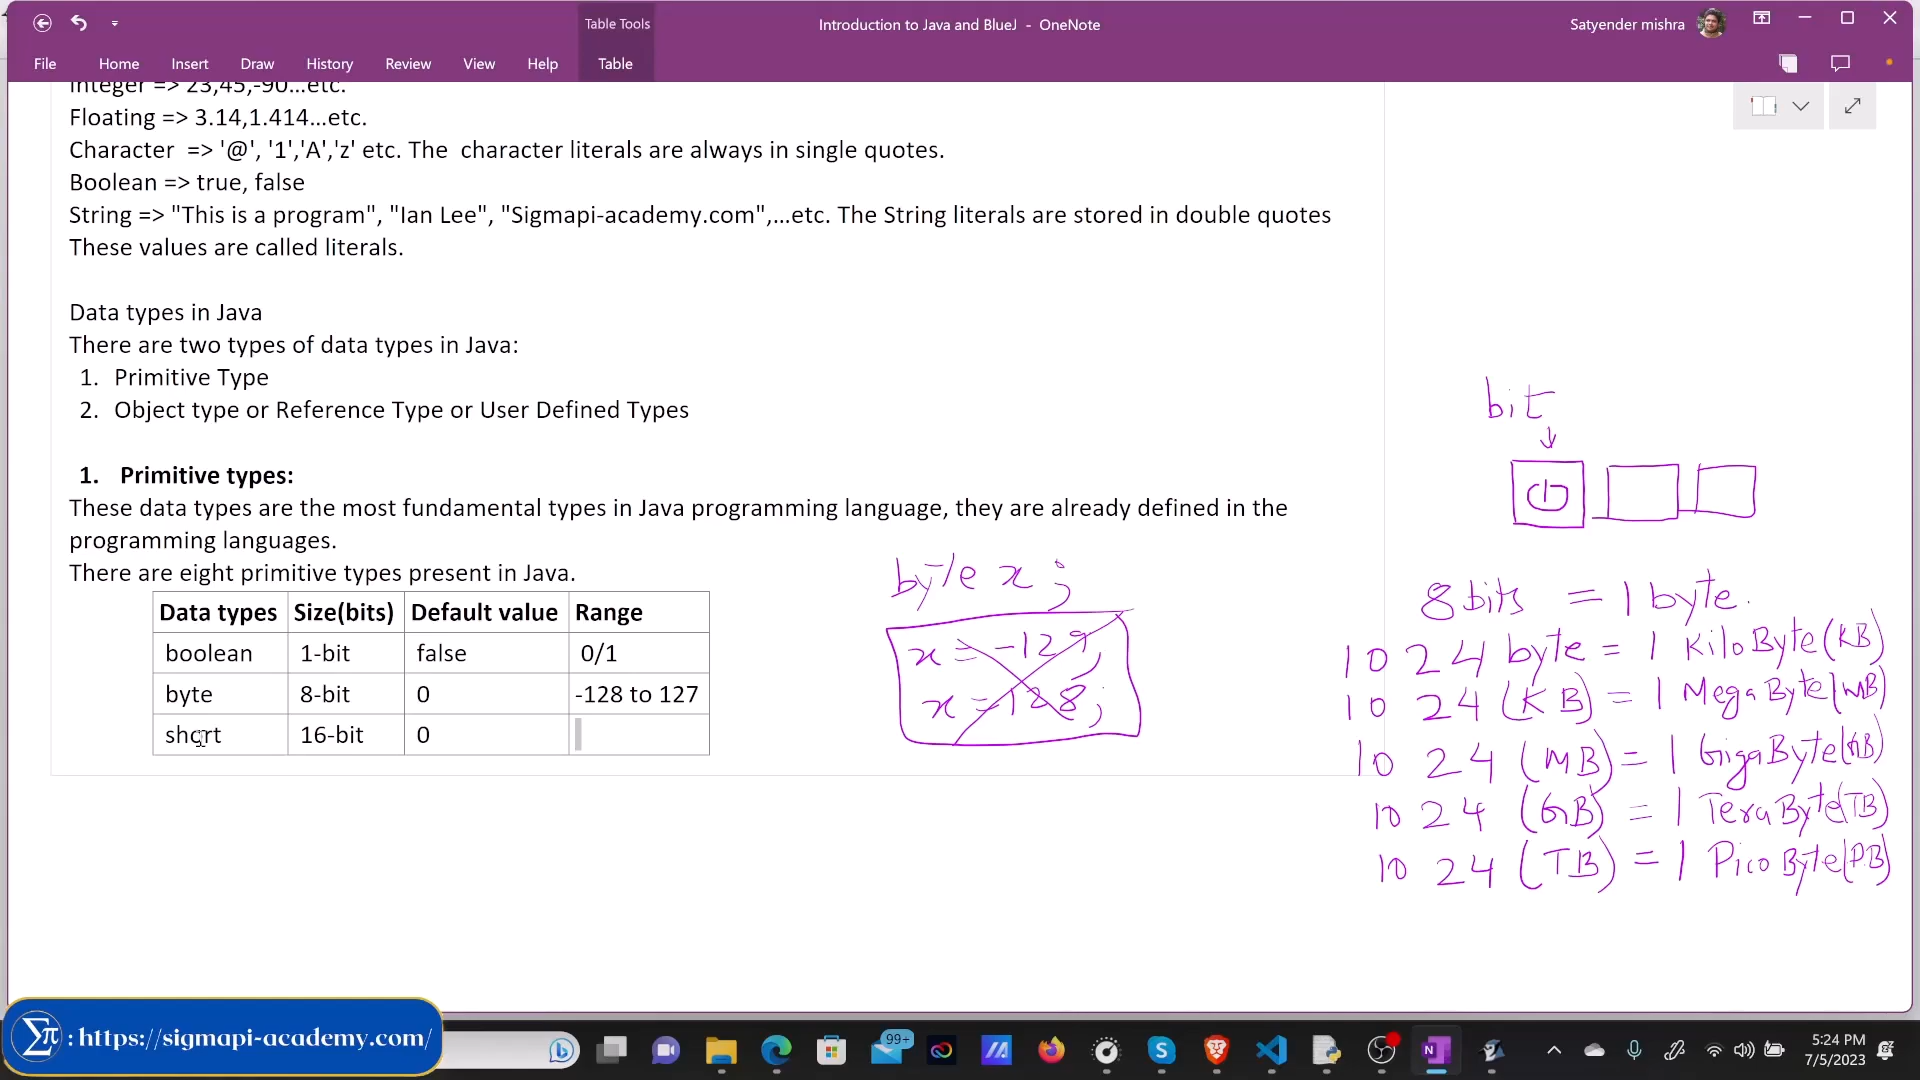 Table Tools
Introduction to Java and BlueJ - OneNote
Satyender mishra
File Home Insert Draw History Review View Help Table
Integer => 23,45,-90...etc.
Floating => 3.14,1.414...etc.
Character => '@', '1','A','z' etc. The character literals are always in single quotes.
Boolean => true, false
String => "This is a program", "Ian Lee", "Sigmapi-academy.com",...etc. The String literals are stored in double quotes
These values are called literals.
Data types in Java
There are two types of data types in Java:
1. Primitive Type
2. Object type or Reference Type or User Defined Types
1. Primitive types:
These data types are the most fundamental types in Java programming language, they are already defined in the
programming languages.
There are eight primitive types present in Java.
Data types Size(bits) Default value Range
boolean 1-bit false 0/1
byte 8-bit 0 -128 to 127
short 16-bit 0
byte x ;
x = -129;
x = 128;
bit
8 bits = 1 byte.
1024 byte = 1 KiloByte(KB)
1024 (KB) = 1 MegaByte(MB)
1024 (MB) = 1 GigaByte(GB)
1024 (GB) = 1 TeraByte(TB)
1024 (TB) = 1 PicoByte(PB)
Σπ : https://sigmapi-academy.com/
99+
5:24 PM
7/5/2023